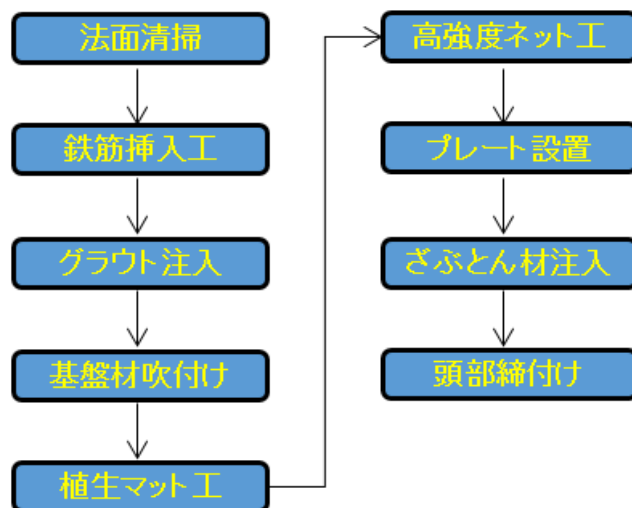 法面清掃
鉄筋挿入工
グラウト注入
基盤材吹付け
植生マット工
高強度ネット工
プレート設置
ざぶとん材注入
頭部締付け